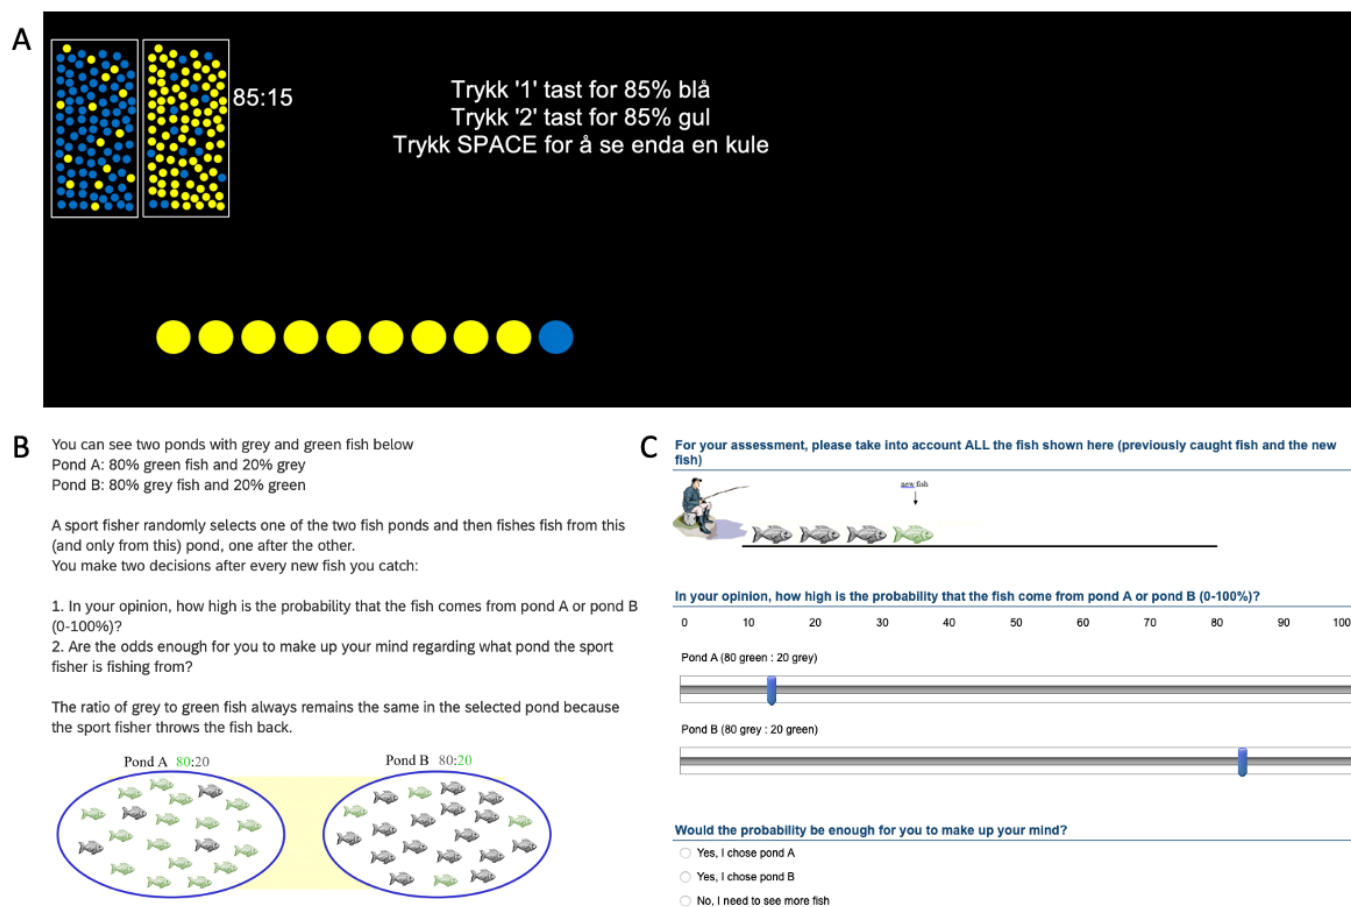 A
85:15
Trykk '1' tast for 85% blå
Trykk '2' tast for 85% gul
Trykk SPACE for å se enda en kule
B
You can see two ponds with grey and green fish below
Pond A: 80% green fish and 20% grey
Pond B: 80% grey fish and 20% green
A sport fisher randomly selects one of the two fish ponds and then fishes fish from this
(and only from this) pond, one after the other.
You make two decisions after every new fish you catch:
1. In your opinion, how high is the probability that the fish comes from pond A or pond B
(0-100%)?
2. Are the odds enough for you to make up your mind regarding what pond the sport
fisher is fishing from?
The ratio of grey to green fish always remains the same in the selected pond because
the sport fisher throws the fish back.
Pond A 80:20
Pond B 80:20
C
For your assessment, please take into account ALL the fish shown here (previously caught fish and the new
fish)
new fish
In your opinion, how high is the probability that the fish come from pond A or pond B (0-100%)?
0 10 20 30 40 50 60 70 80 90 100
Pond A (80 green : 20 grey)
Pond B (80 grey : 20 green)
Would the probability be enough for you to make up your mind?
Yes, I chose pond A
Yes, I chose pond B
No, I need to see more fish